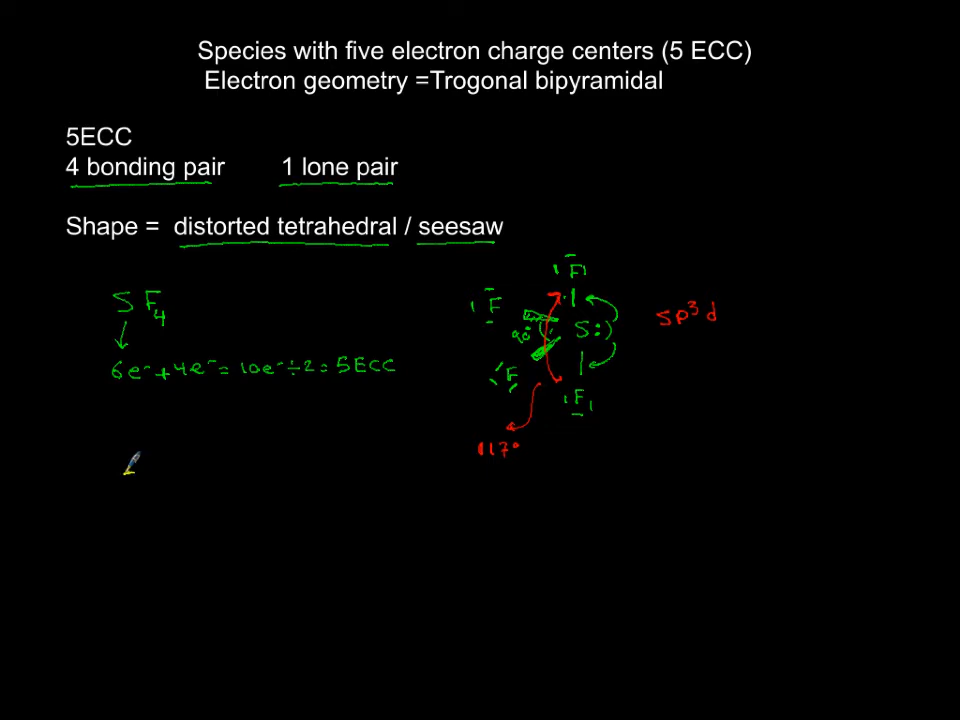 Species with five electron charge centers (5 ECC)
Electron geometry =Trogonal bipyramidal
5ECC
4 bonding pair 1 lone pair
Shape = distorted tetrahedral / seesaw
SF4
6e- + 4e- = 10e- ÷ 2 = 5ECC
F
F
S:
SP3d
90°
F
F
117°